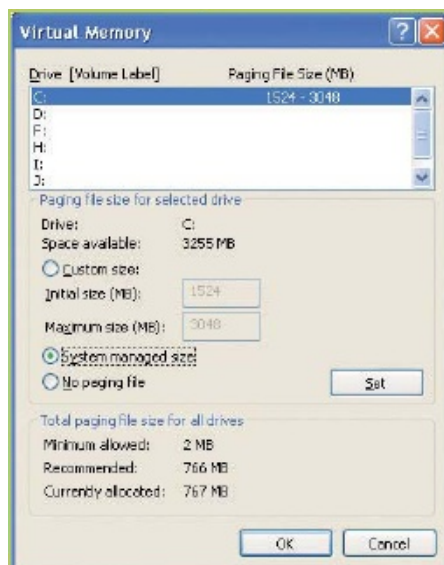 Virtual Memory
Drive [Volume Label] Paging File Size (MB)
C: 1524 - 3048
D:
F:
H:
I:
J:
Paging file size for selected drive
Drive: C:
Space available: 3255 MB
Custom size:
Initial size (MB): 1524
Maximum size (MB): 3048
System managed size
No paging file
Set
Total paging file size for all drives
Minimum allowed: 2 MB
Recommended: 766 MB
Currently allocated: 767 MB
OK Cancel